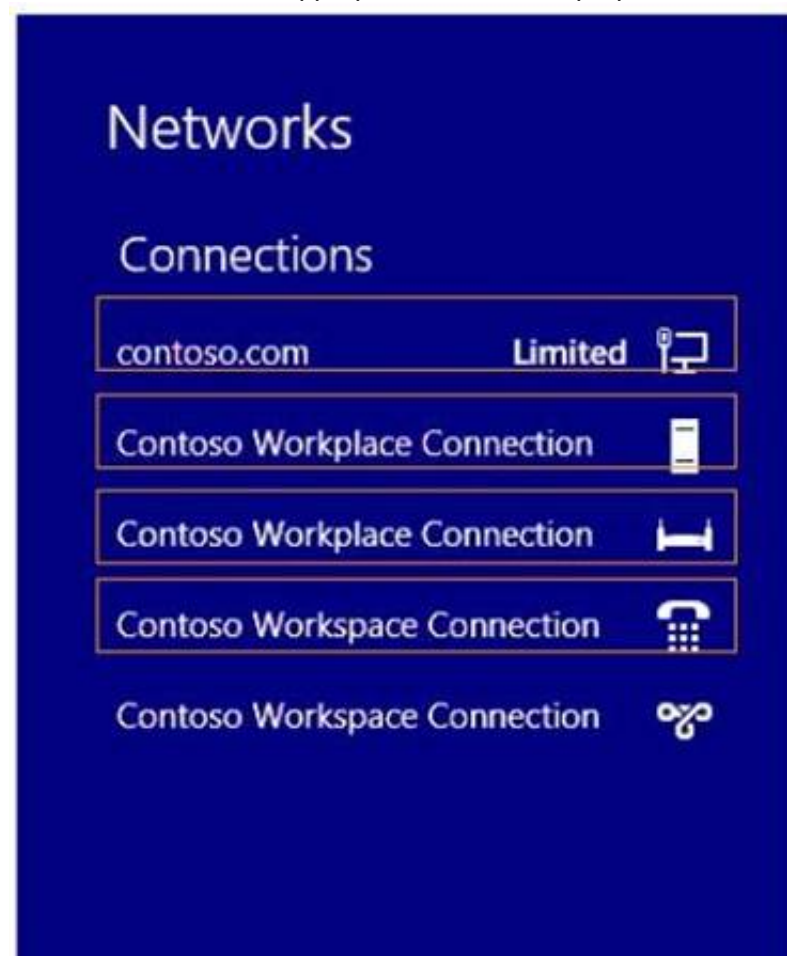 Networks
Connections
contoso.com Limited
Contoso Workplace Connection
Contoso Workplace Connection
Contoso Workspace Connection
Contoso Workspace Connection